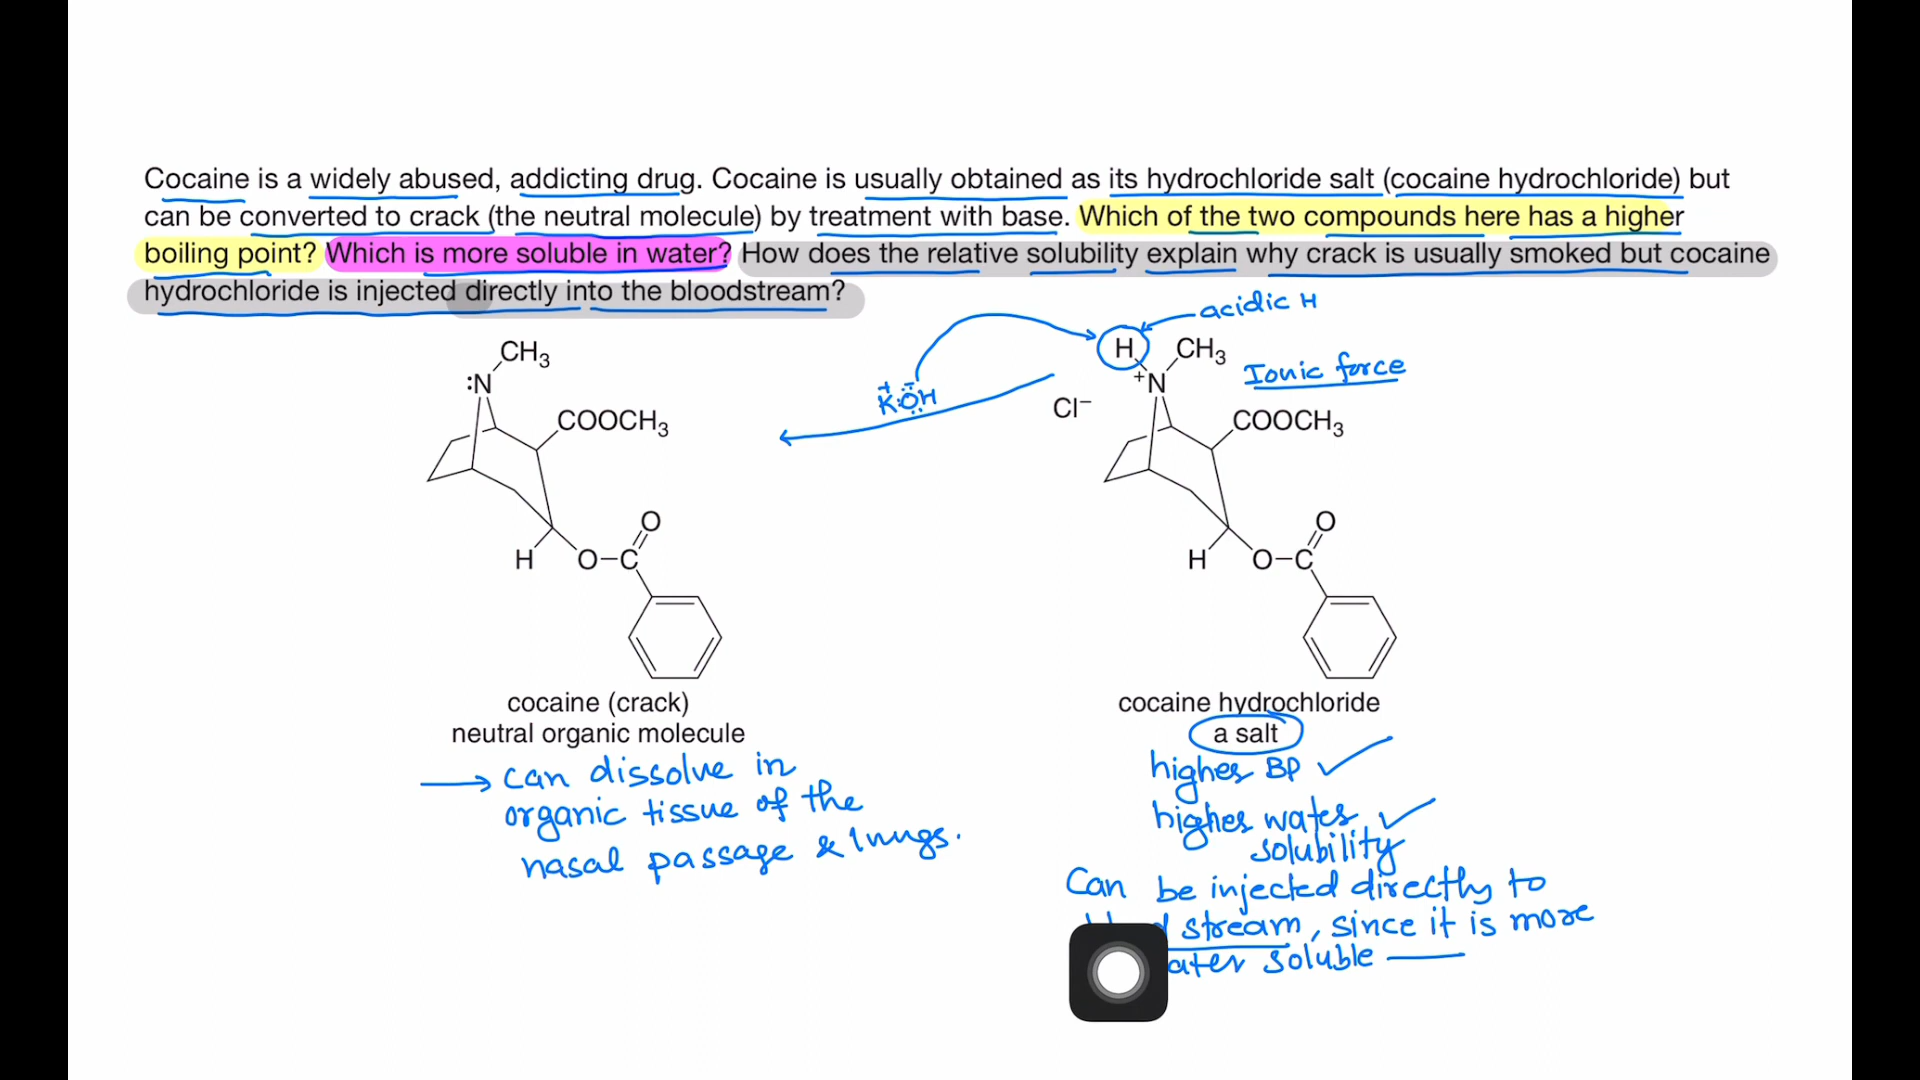 Cocaine is a widely abused, addicting drug. Cocaine is usually obtained as its hydrochloride salt (cocaine hydrochloride) but
can be converted to crack (the neutral molecule) by treatment with base. Which of the two compounds here has a higher
boiling point? Which is more soluble in water? How does the relative solubility explain why crack is usually smoked but cocaine
hydrochloride is injected directly into the bloodstream?
acidic H
CH3
:N
COOCH3
O
H O–C
K+ :ÖH−
H CH3
+N
Ionic force
Cl−
COOCH3
O
H O–C
cocaine (crack)
neutral organic molecule
→ can dissolve in
organic tissue of the
nasal passage & lungs.
cocaine hydrochloride
a salt
higher BP ✓
higher water ✓
solubility
Can be injected directly to
stream, since it is more
soluble